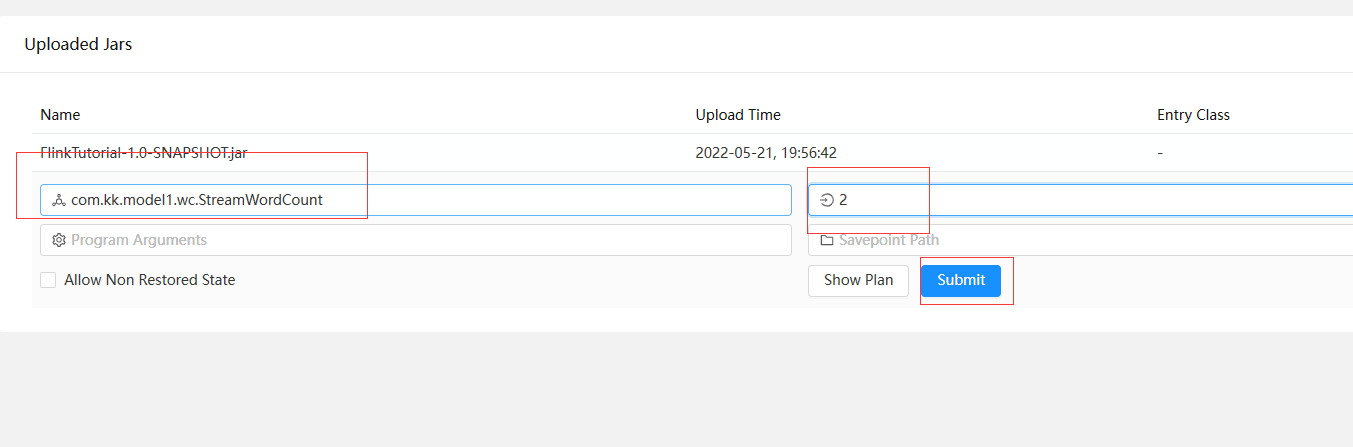 Uploaded Jars
Name Upload Time Entry Class
FlinkTutorial-1.0-SNAPSHOT.jar 2022-05-21, 19:56:42 -
com.kk.model1.wc.StreamWordCount 2
Program Arguments Savepoint Path
Allow Non Restored State Show Plan Submit